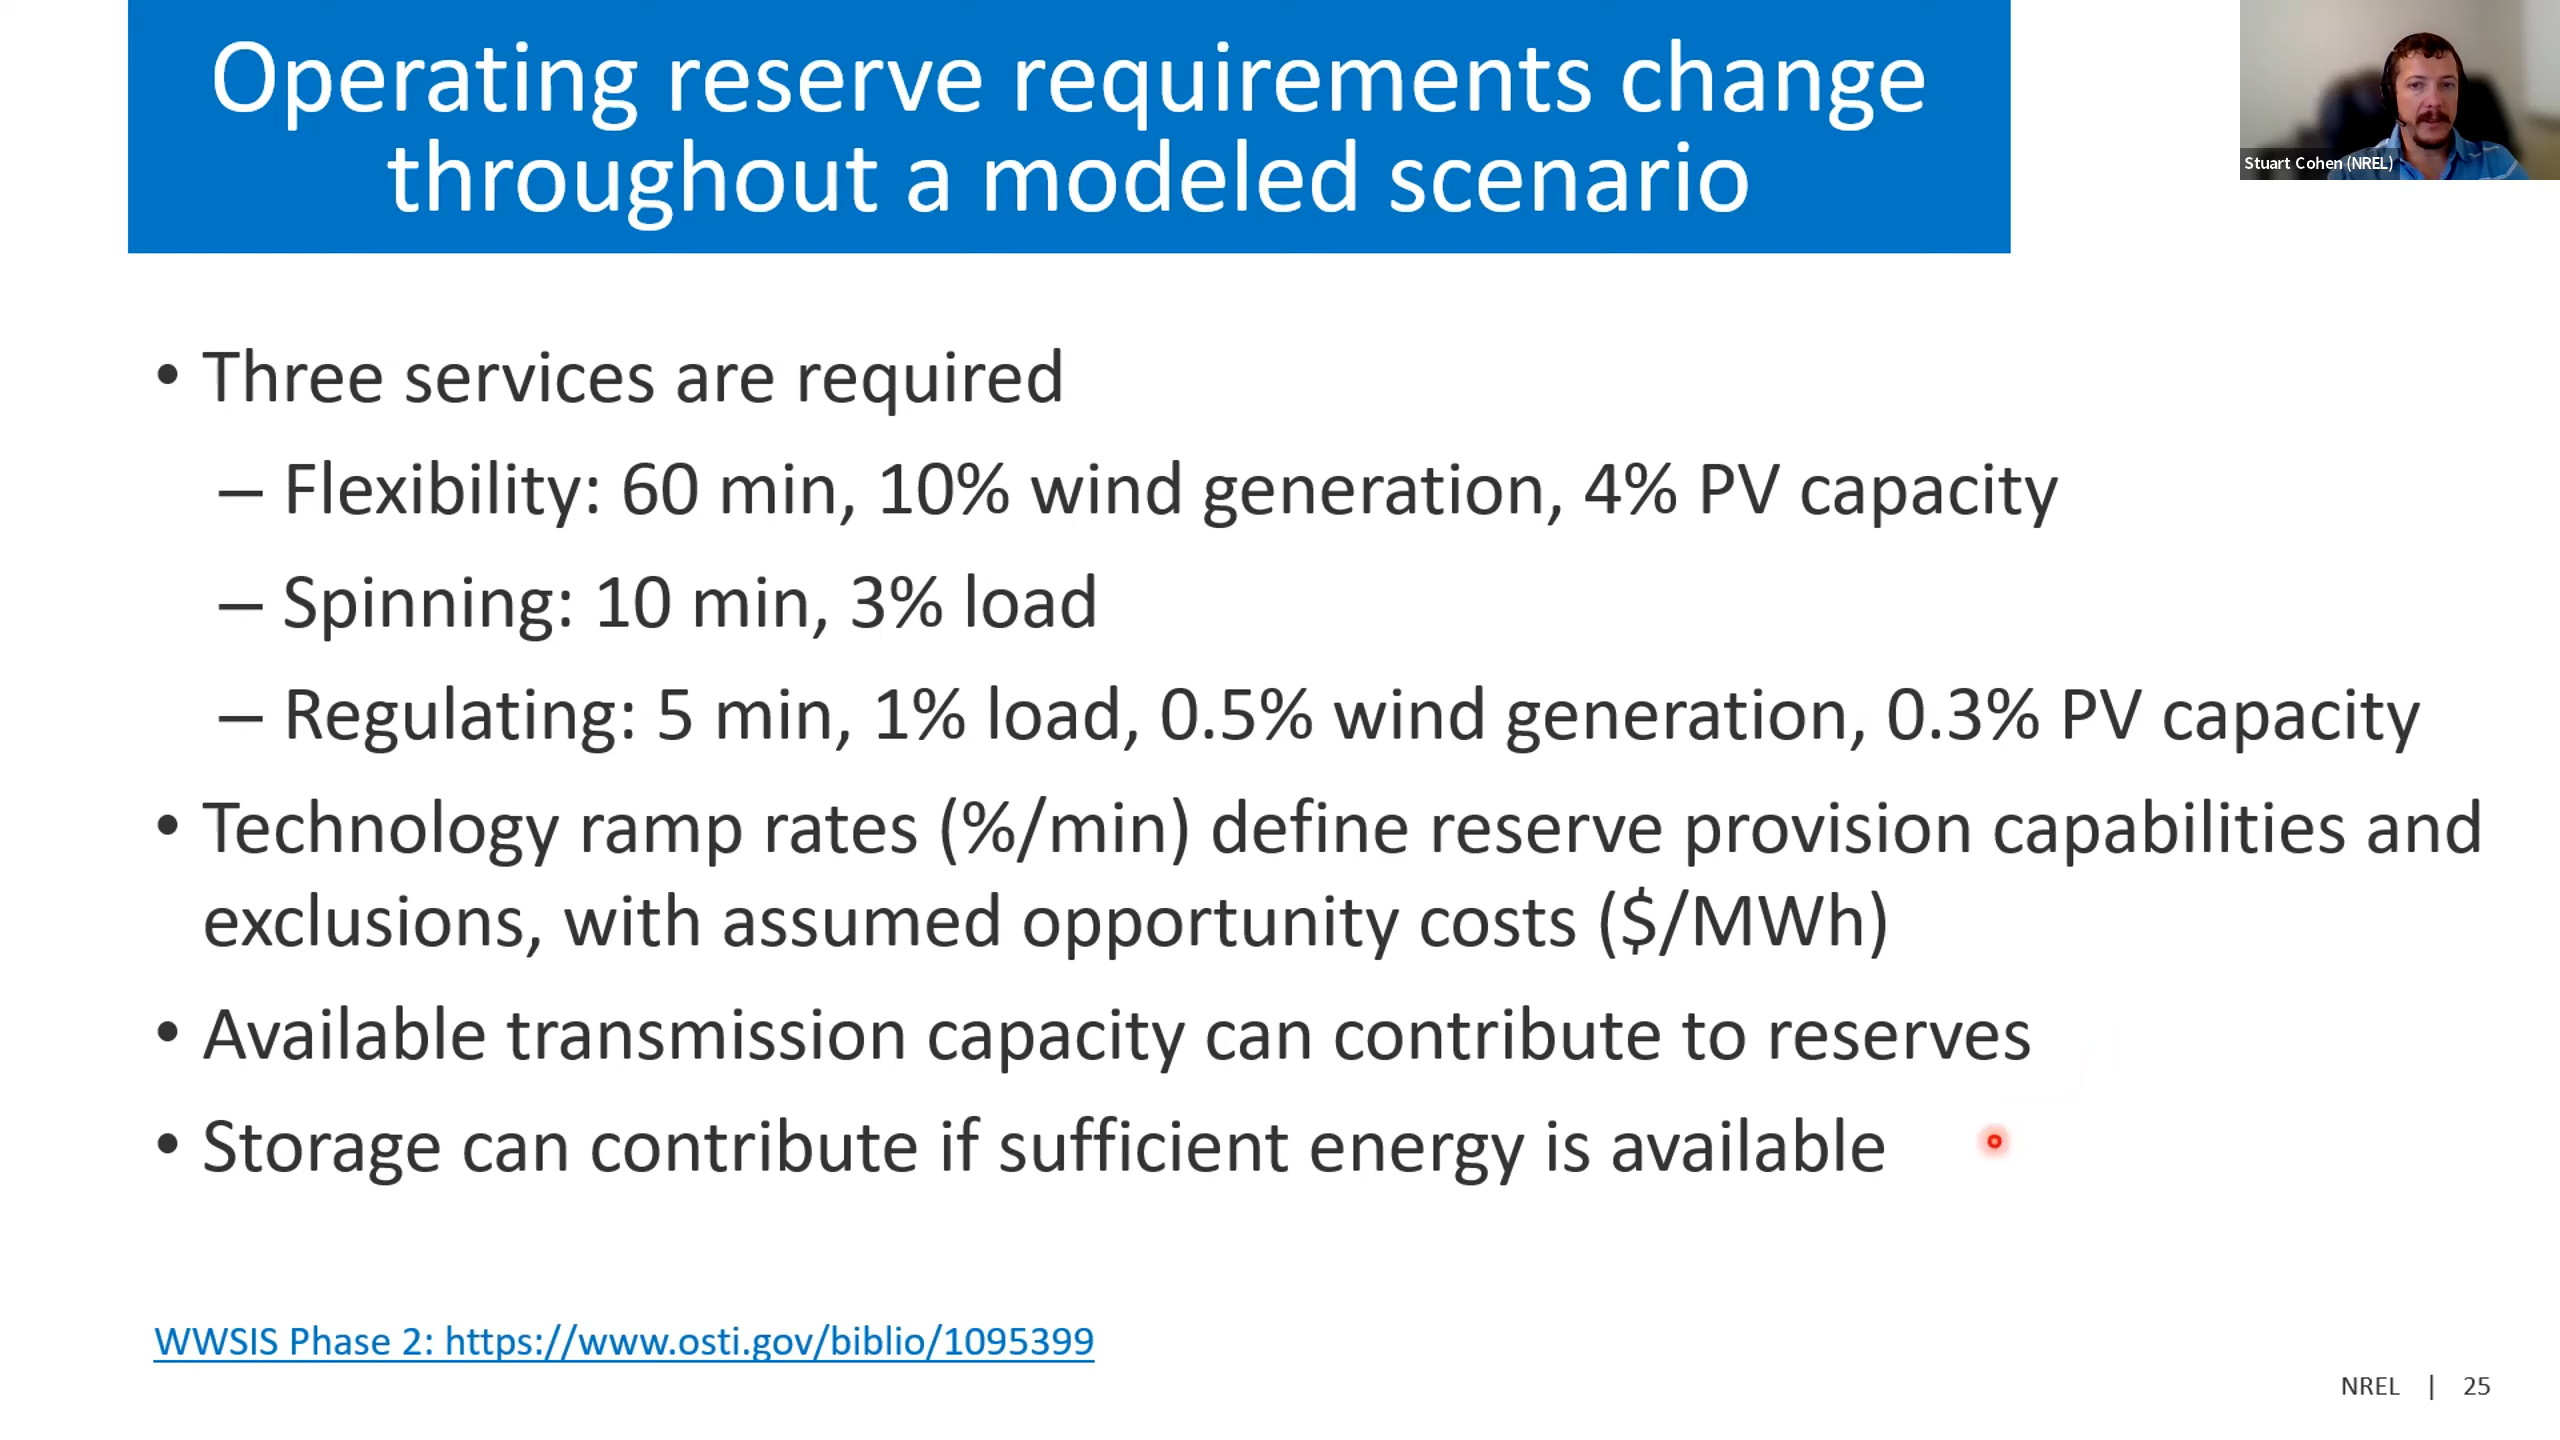 Operating reserve requirements change
throughout a modeled scenario
Stuart Cohen (NREL)
• Three services are required
– Flexibility: 60 min, 10% wind generation, 4% PV capacity
– Spinning: 10 min, 3% load
– Regulating: 5 min, 1% load, 0.5% wind generation, 0.3% PV capacity
• Technology ramp rates (%/min) define reserve provision capabilities and
exclusions, with assumed opportunity costs ($/MWh)
• Available transmission capacity can contribute to reserves
• Storage can contribute if sufficient energy is available
WWSIS Phase 2: https://www.osti.gov/biblio/1095399
NREL | 25